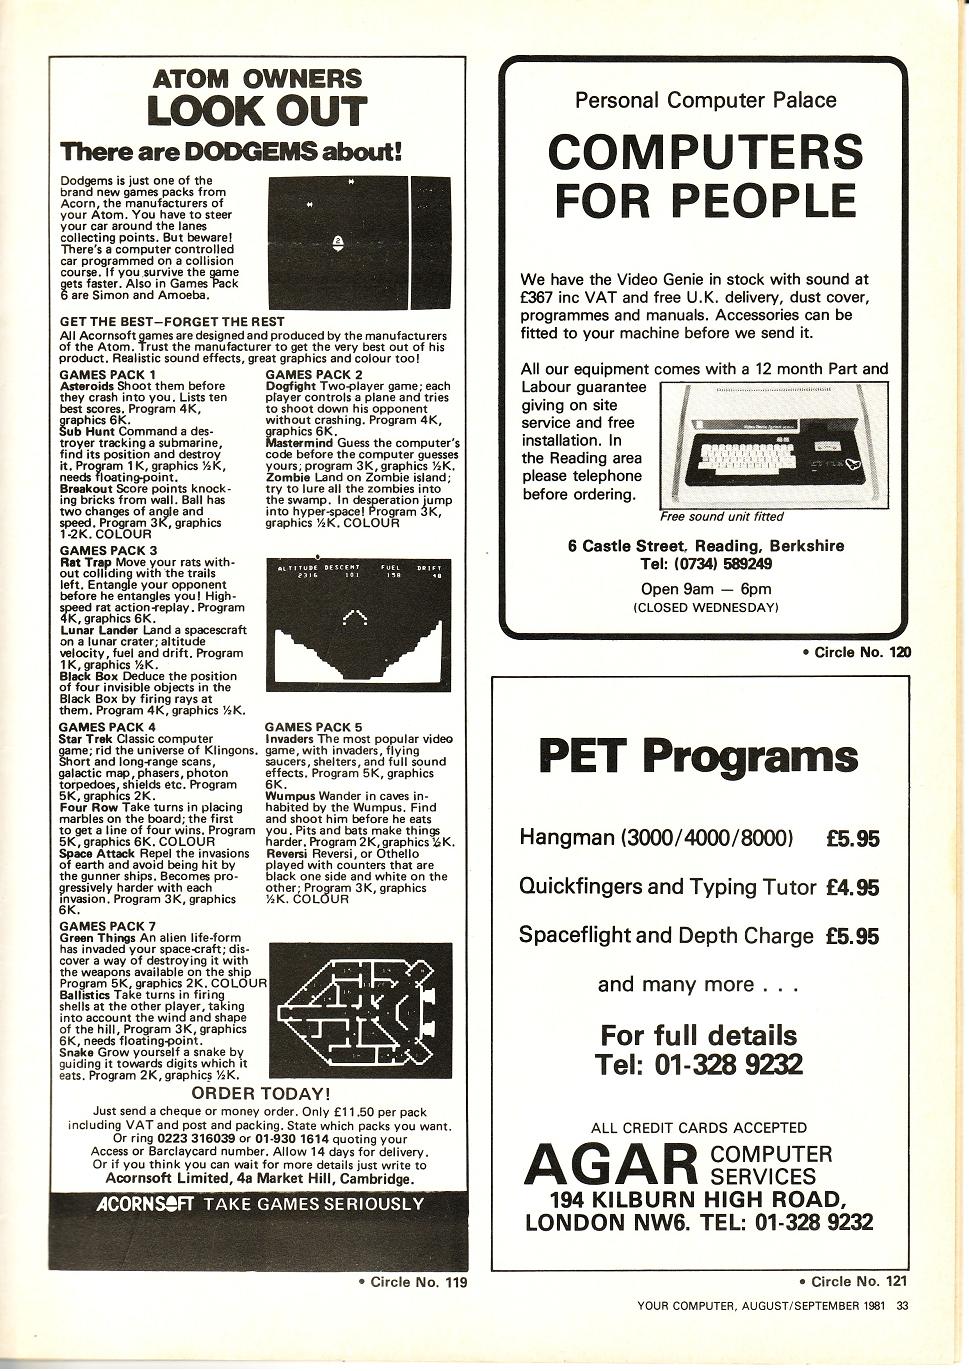 ATOM OWNERS
LOOK OUT
There are DODGEMS about!
Dodgems is just one of the
brand new games packs from
Acorn, the manufacturers of
your Atom. You have to steer
your car around the lanes
collecting points. But beware!
There's a computer controlled
car programmed on a collision
course. If you survive the game
gets faster. Also in Games Pack
6 are Simon and Amoeba.
GET THE BEST—FORGET THE REST
All Acornsoft games are designed and produced by the manufacturers
of the Atom. Trust the manufacturer to get the very best out of his
product. Realistic sound effects, great graphics and colour too!
GAMES PACK 1
Asteroids Shoot them before
they crash into you. Lists ten
best scores. Program 4K,
graphics 6K.
Sub Hunt Command a des-
troyer tracking a submarine,
find its position and destroy
it. Program 1K, graphics ½K,
needs floating-point.
Breakout Score points knock-
ing bricks from wall. Ball has
two changes of angle and
speed. Program 3K, graphics
1-2K. COLOUR
GAMES PACK 2
Dogfight Two-player game; each
player controls a plane and tries
to shoot down his opponent
without crashing. Program 4K,
graphics 6K.
Mastermind Guess the computer's
code before the computer guesses
yours; program 3K, graphics ½K.
Zombie Land on Zombie island;
try to lure all the zombies into
the swamp. In desperation jump
into hyper-space! Program 3K,
graphics ½K. COLOUR
GAMES PACK 3
Rat Trap Move your rats with-
out colliding with the trails
left. Entangle your opponent
before he entangles you! High-
speed rat action-replay. Program
4K, graphics 6K.
Lunar Lander Land a spacescraft
on a lunar crater; altitude
velocity, fuel and drift. Program
1K, graphics ½K.
Black Box Deduce the position
of four invisible objects in the
Black Box by firing rays at
them. Program 4K, graphics ½K.
ALTITUDE DESCENT FUEL DRIFT
2316 101 158 48
GAMES PACK 4
Star Trek Classic computer
game; rid the universe of Klingons.
Short and long-range scans,
galactic map, phasers, photon
torpedoes, shields etc. Program
5K, graphics 2K.
Four Row Take turns in placing
marbles on the board; the first
to get a line of four wins. Program
5K, graphics 6K. COLOUR
Space Attack Repel the invasions
of earth and avoid being hit by
the gunner ships. Becomes pro-
gressively harder with each
invasion. Program 3K, graphics
6K.
GAMES PACK 5
Invaders The most popular video
game, with invaders, flying
saucers, shelters, and full sound
effects. Program 5K, graphics
6K.
Wumpus Wander in caves in-
habited by the Wumpus. Find
and shoot him before he eats
you. Pits and bats make things
harder. Program 2K, graphics ½K.
Reversi Reversi, or Othello
played with counters that are
black one side and white on the
other; Program 3K, graphics
½K. COLOUR
GAMES PACK 7
Green Things An alien life-form
has invaded your space-craft; dis-
cover a way of destroying it with
the weapons available on the ship
Program 5K, graphics 2K. COLOUR
Ballistics Take turns in firing
shells at the other player, taking
into account the wind and shape
of the hill, Program 3K, graphics
6K, needs floating-point.
Snake Grow yourself a snake by
guiding it towards digits which it
eats. Program 2K, graphics ½K.
ORDER TODAY!
Just send a cheque or money order. Only £11.50 per pack
including VAT and post and packing. State which packs you want.
Or ring 0223 316039 or 01-930 1614 quoting your
Access or Barclaycard number. Allow 14 days for delivery.
Or if you think you can wait for more details just write to
Acornsoft Limited, 4a Market Hill, Cambridge.
ACORNSOFT TAKE GAMES SERIOUSLY
• Circle No. 119
Personal Computer Palace
COMPUTERS
FOR PEOPLE
We have the Video Genie in stock with sound at
£367 inc VAT and free U.K. delivery, dust cover,
programmes and manuals. Accessories can be
fitted to your machine before we send it.
All our equipment comes with a 12 month Part and
Labour guarantee
giving on site
service and free
installation. In
the Reading area
please telephone
before ordering.
Free sound unit fitted
6 Castle Street, Reading, Berkshire
Tel: (0734) 589249
Open 9am — 6pm
(CLOSED WEDNESDAY)
• Circle No. 120
PET Programs
Hangman (3000/4000/8000) £5.95
Quickfingers and Typing Tutor £4.95
Spaceflight and Depth Charge £5.95
and many more . . .
For full details
Tel: 01-328 9232
ALL CREDIT CARDS ACCEPTED
AGAR COMPUTER
SERVICES
194 KILBURN HIGH ROAD,
LONDON NW6. TEL: 01-328 9232
• Circle No. 121
YOUR COMPUTER, AUGUST/SEPTEMBER 1981 33